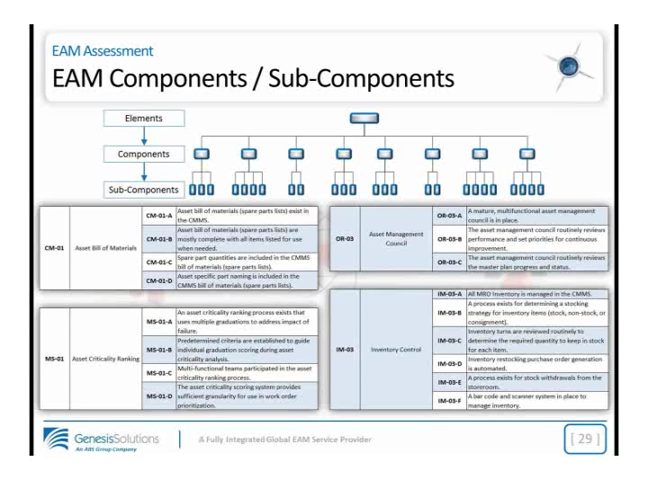 EAM Assessment
EAM Components / Sub-Components
Elements
Components
Sub-Components
CM-01
Asset Bill of Materials
CM-01-A
Asset bill of materials (spare parts lists) exist in
the CMMS.
CM-01-B
Asset bill of materials (spare parts lists) are
mostly complete with all items listed for use
when needed.
CM-01-C
Spare part quantities are included in the CMMS
bill of materials (spare parts lists).
CM-01-D
Asset specific part naming is included in the
CMMS bill of materials (spare parts lists).
MS-01
Asset Criticality Ranking
MS-01-A
An asset criticality ranking process exists that
uses multiple graduations to address impact of
failure.
MS-01-B
Predetermined criteria are established to guide
individual graduation scoring during asset
criticality analysis.
MS-01-C
Multi-functional teams participated in the asset
criticality ranking process.
MS-01-D
The asset criticality scoring system provides
sufficient granularity for use in work order
prioritization.
OR-03
Asset Management
Council
OR-03-A
A mature, multifunctional asset management
council is in place.
OR-03-B
The asset management council routinely reviews
performance and set priorities for continuous
improvement.
OR-03-C
The asset management council routinely reviews
the master plan progress and status.
IM-03
Inventory Control
IM-03-A
All MRO Inventory is managed in the CMMS.
IM-03-B
A process exists for determining a stocking
strategy for inventory items (stock, non-stock, or
consignment).
IM-03-C
Inventory turns are reviewed routinely to
determine the required quantity to keep in stock
for each item.
IM-03-D
Inventory restocking purchase order generation
is automated.
IM-03-E
A process exists for stock withdrawals from the
storeroom.
IM-03-F
A bar code and scanner system in place to
manage inventory.
GenesisSolutions
An ABS Group Company
A Fully Integrated Global EAM Service Provider
[ 29 ]